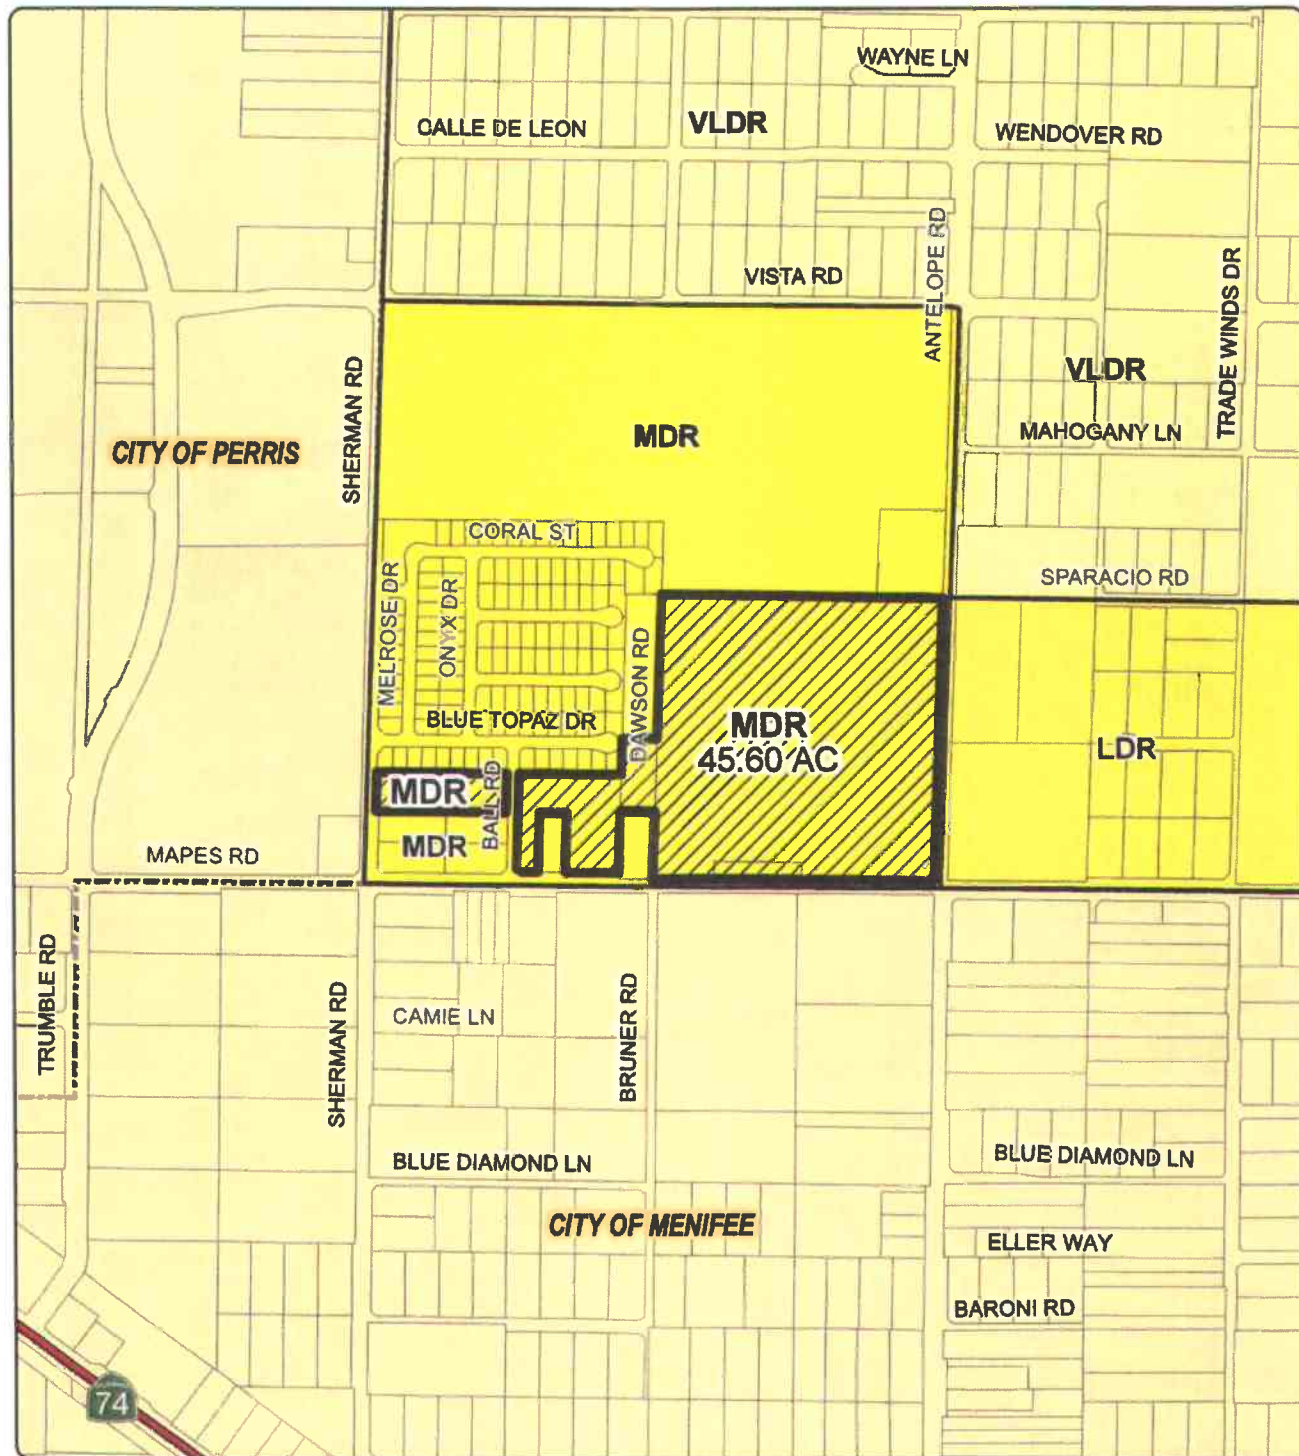 WAYNE LN
CALLE DE LEON
VLDR
WENDOVER RD
ANTELOPE RD
VISTA RD
TRADE WINDS DR
SHERMAN RD
VLDR
CITY OF PERRIS
MDR
MAHOGANY LN
CORAL ST
SPARACIO RD
MELROSE DR
ONYX DR
DAWSON RD
BLUE TOPAZ DR
MDR
45.60 AC
LDR
MDR
BALL RD
MDR
MAPES RD
TRUMBLE RD
SHERMAN RD
CAMIE LN
BRUNER RD
BLUE DIAMOND LN
BLUE DIAMOND LN
CITY OF MENIFEE
ELLER WAY
BARONI RD
74